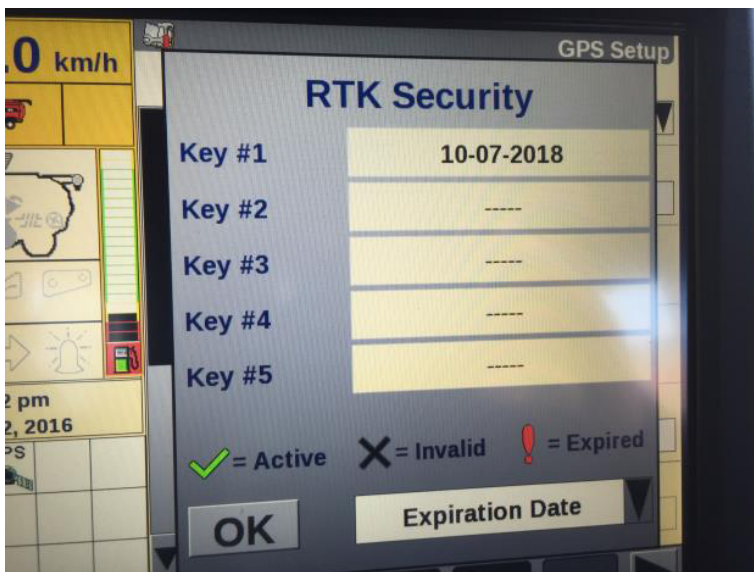 .0 km/h
GPS Setup
RTK Security
Key #1 10-07-2018
Key #2 -----
Key #3 -----
Key #4 -----
Key #5 -----
2 pm
2, 2016
PS
= Active = Invalid = Expired
OK Expiration Date